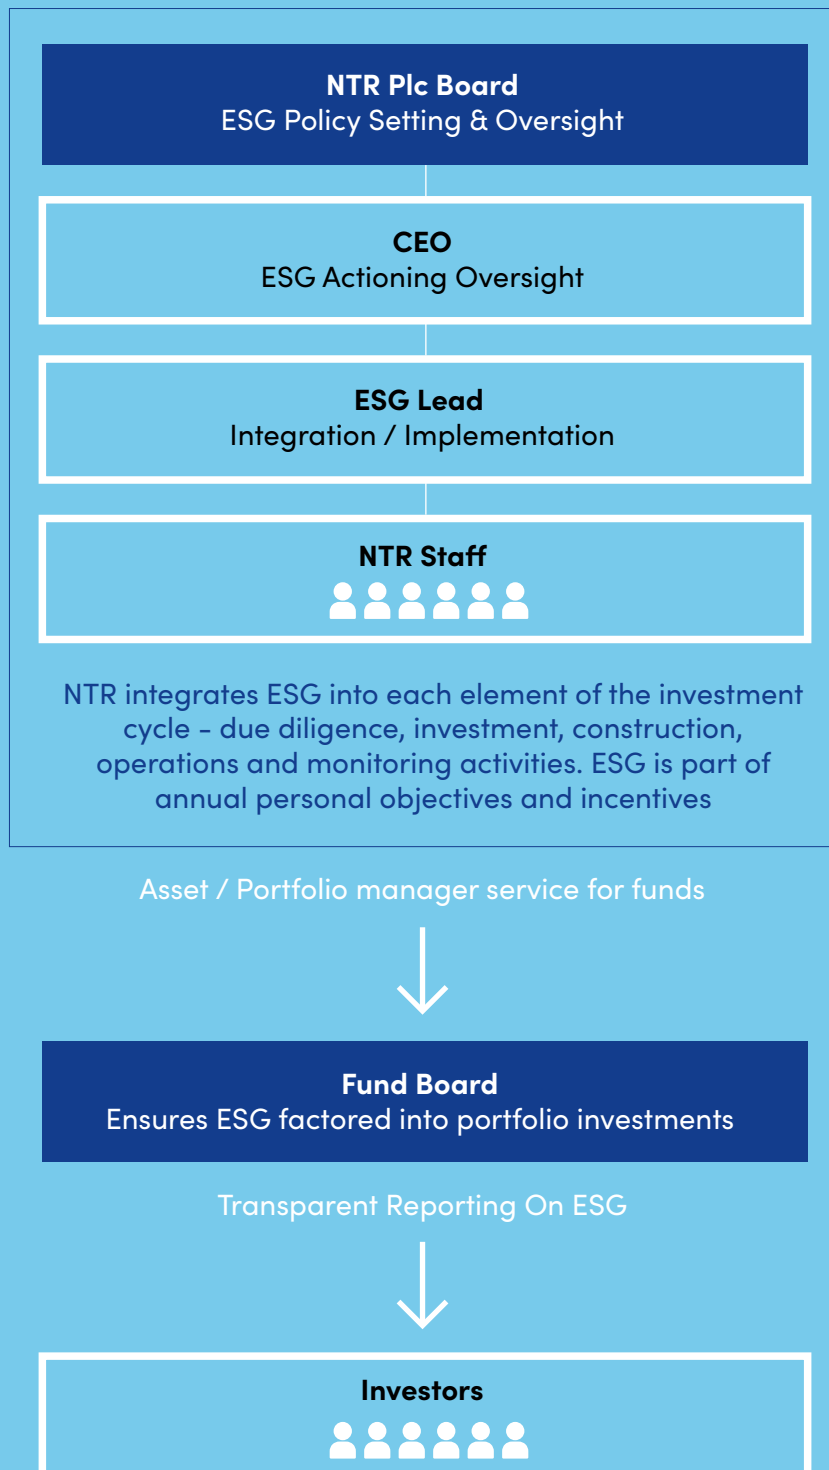 NTR Plc Board
ESG Policy Setting & Oversight
CEO
ESG Actioning Oversight
ESG Lead
Integration / Implementation
NTR Staff
NTR integrates ESG into each element of the investment
cycle - due diligence, investment, construction,
operations and monitoring activities. ESG is part of
annual personal objectives and incentives
Asset / Portfolio manager service for funds
Fund Board
Ensures ESG factored into portfolio investments
Transparent Reporting On ESG
Investors